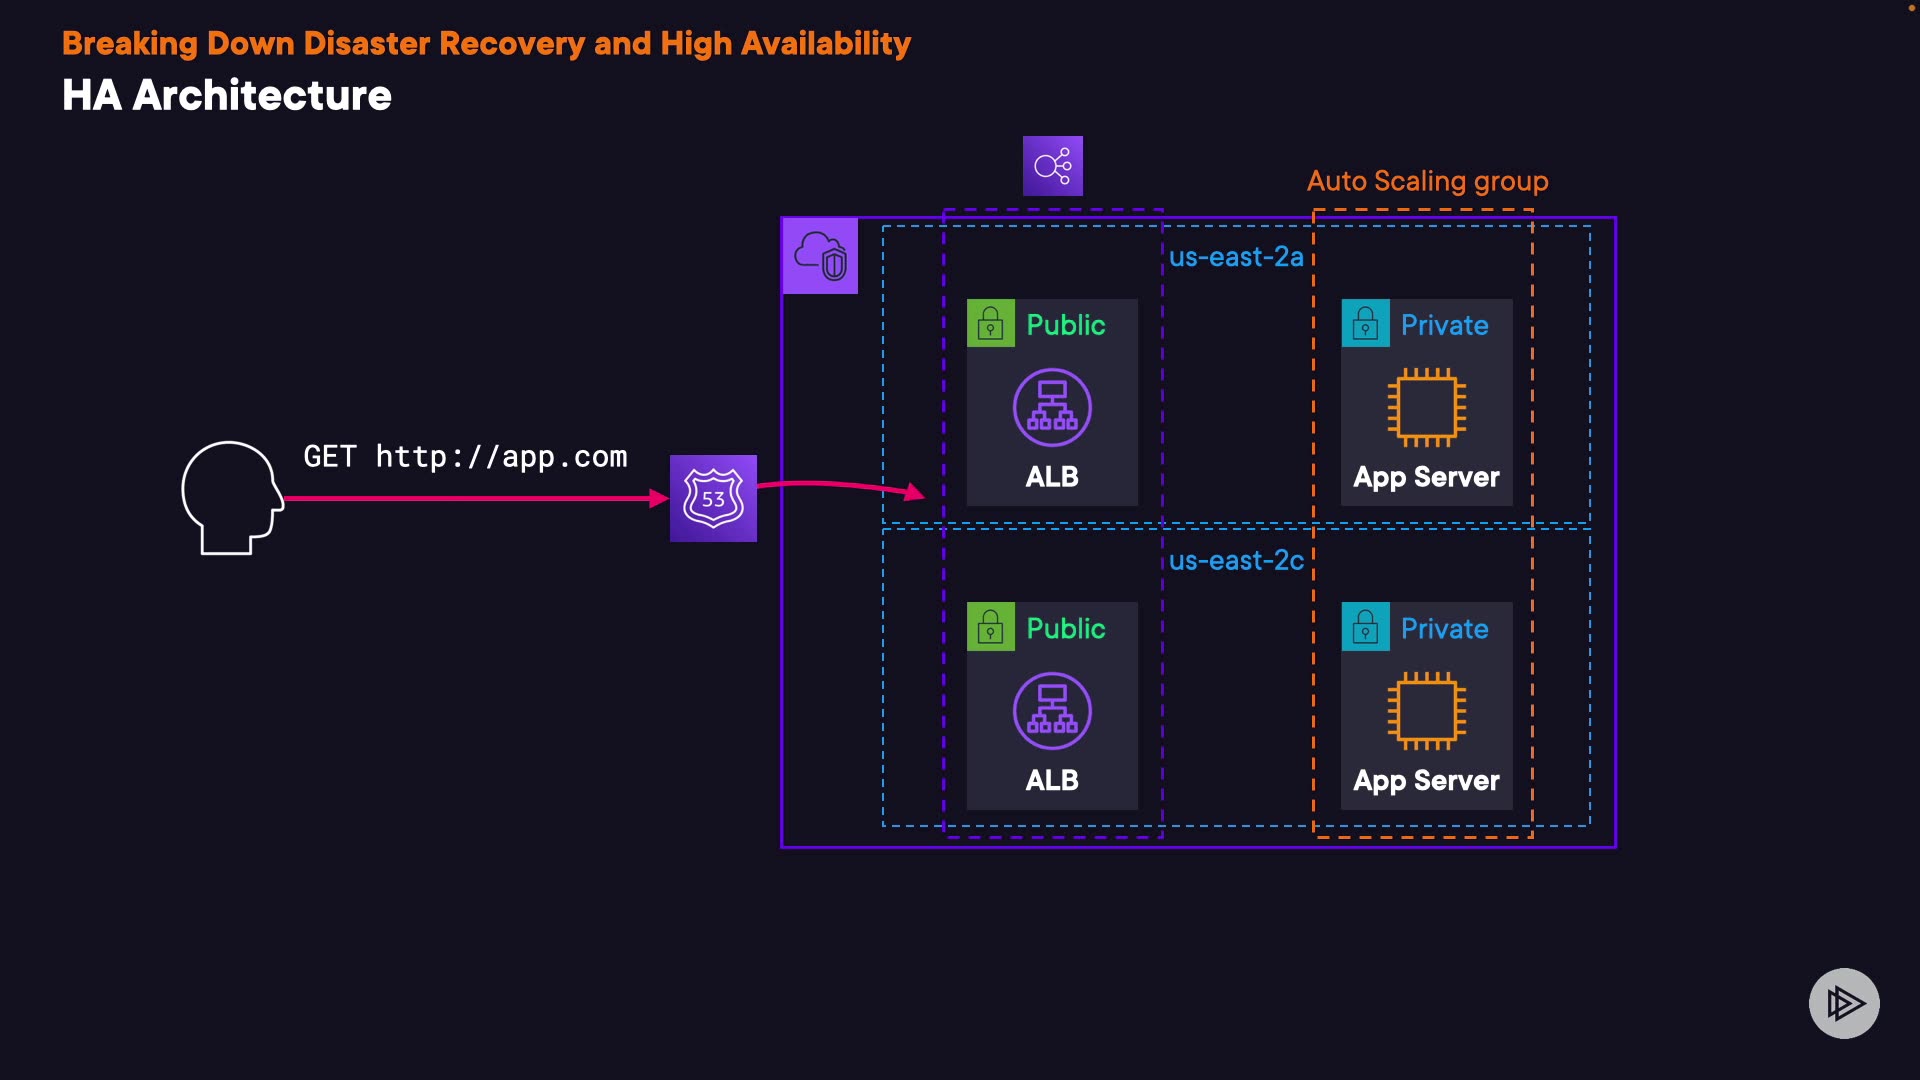 Breaking Down Disaster Recovery and High Availability
HA Architecture
Auto Scaling group
us-east-2a
Public
Private
ALB
App Server
GET http://app.com
53
us-east-2c
Public
Private
ALB
App Server